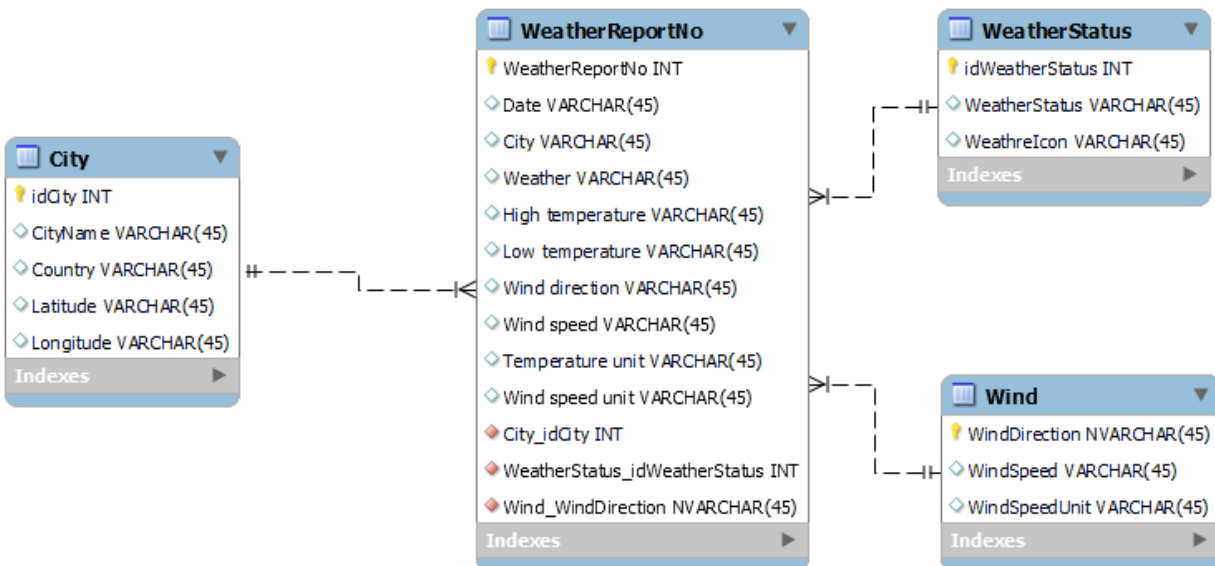 City
idCity INT
CityName VARCHAR(45)
Country VARCHAR(45)
Latitude VARCHAR(45)
Longitude VARCHAR(45)
Indexes
WeatherReportNo
WeatherReportNo INT
Date VARCHAR(45)
City VARCHAR(45)
Weather VARCHAR(45)
High temperature VARCHAR(45)
Low temperature VARCHAR(45)
Wind direction VARCHAR(45)
Wind speed VARCHAR(45)
Temperature unit VARCHAR(45)
Wind speed unit VARCHAR(45)
City_idCity INT
WeatherStatus_idWeatherStatus INT
Wind_WindDirection NVARCHAR(45)
Indexes
WeatherStatus
idWeatherStatus INT
WeatherStatus VARCHAR(45)
WeathreIcon VARCHAR(45)
Indexes
Wind
WindDirection NVARCHAR(45)
WindSpeed VARCHAR(45)
WindSpeedUnit VARCHAR(45)
Indexes